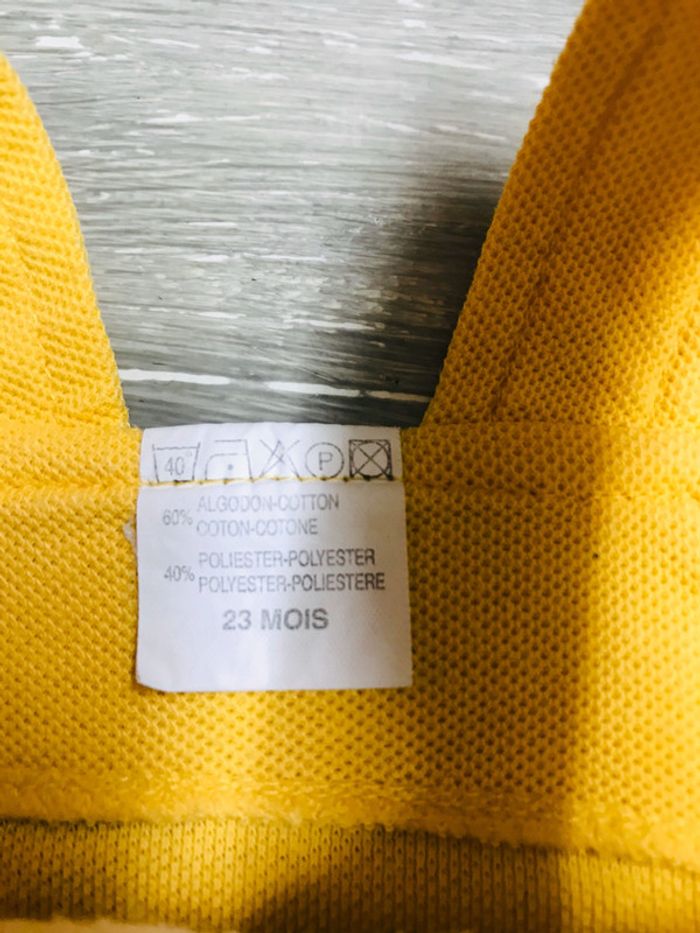 40° P
60% ALGODON-COTTON
COTON-COTONE
40% POLIESTER-POLYESTER
POLYESTER-POLIESTERE
23 MOIS